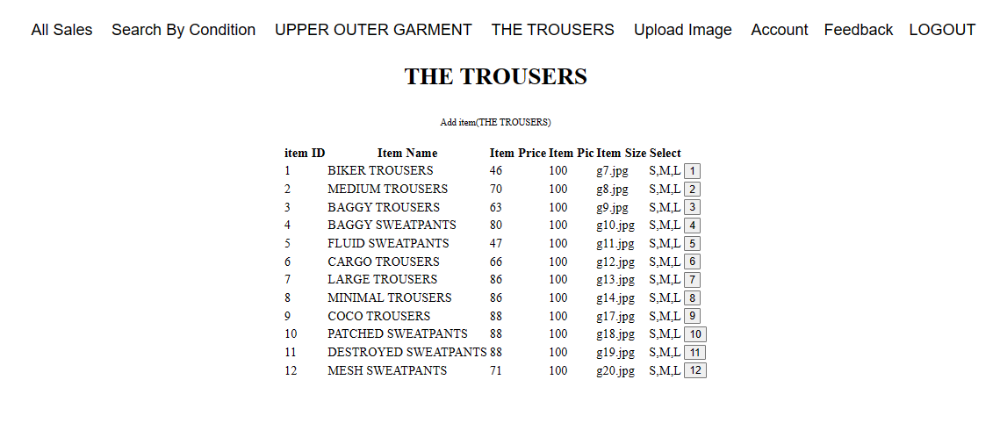 All Sales Search By Condition UPPER OUTER GARMENT THE TROUSERS Upload Image Account Feedback LOGOUT
THE TROUSERS
Add item(THE TROUSERS)
item ID Item Name Item Price Item Pic Item Size Select
1 BIKER TROUSERS 46 100 g7.jpg S,M,L 1
2 MEDIUM TROUSERS 70 100 g8.jpg S,M,L 2
3 BAGGY TROUSERS 63 100 g9.jpg S,M,L 3
4 BAGGY SWEATPANTS 80 100 g10.jpg S,M,L 4
5 FLUID SWEATPANTS 47 100 g11.jpg S,M,L 5
6 CARGO TROUSERS 66 100 g12.jpg S,M,L 6
7 LARGE TROUSERS 86 100 g13.jpg S,M,L 7
8 MINIMAL TROUSERS 86 100 g14.jpg S,M,L 8
9 COCO TROUSERS 88 100 g17.jpg S,M,L 9
10 PATCHED SWEATPANTS 88 100 g18.jpg S,M,L 10
11 DESTROYED SWEATPANTS 88 100 g19.jpg S,M,L 11
12 MESH SWEATPANTS 71 100 g20.jpg S,M,L 12